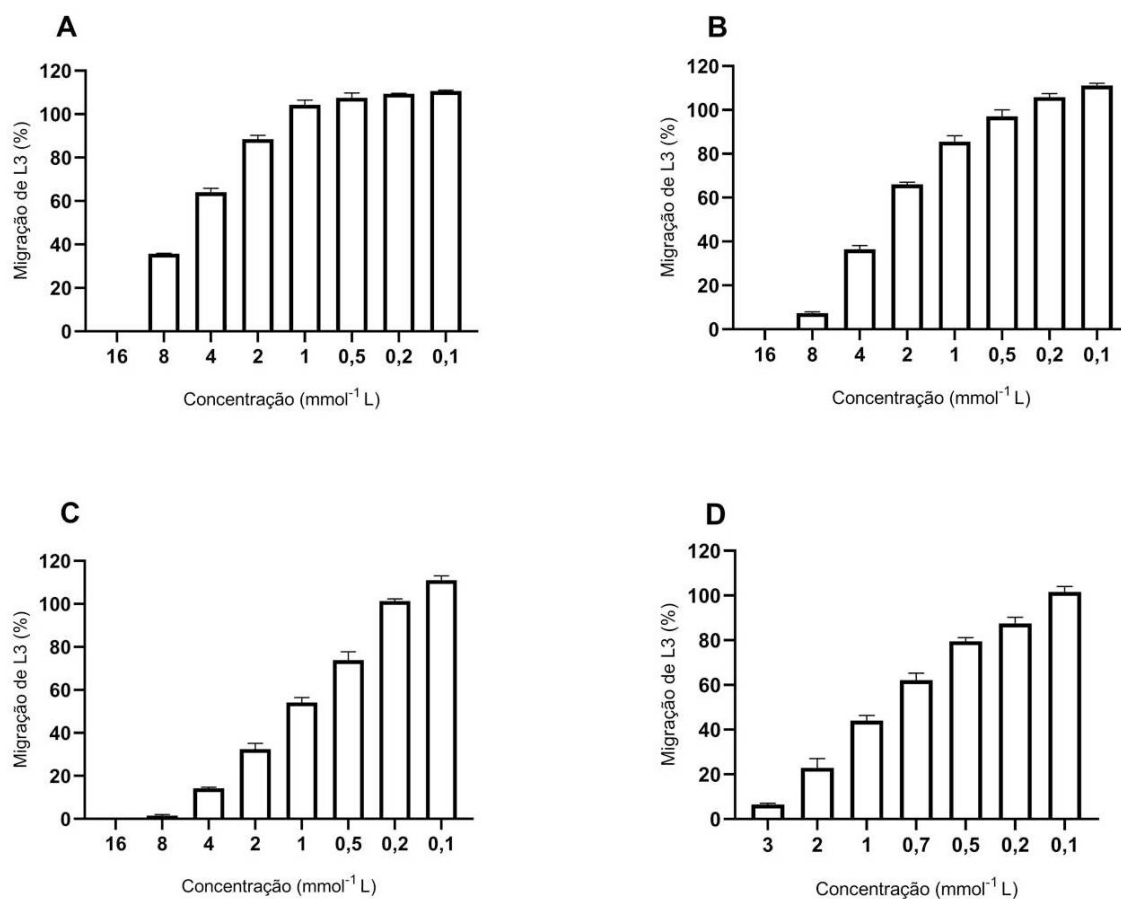 A
Migração de L3 (%)
120
100
80
60
40
20
0
16 8 4 2 1 0,5 0,2 0,1
Concentração (mmol⁻¹ L)
B
Migração de L3 (%)
120
100
80
60
40
20
0
16 8 4 2 1 0,5 0,2 0,1
Concentração (mmol⁻¹ L)
C
Migração de L3 (%)
120
100
80
60
40
20
0
16 8 4 2 1 0,5 0,2 0,1
Concentração (mmol⁻¹ L)
D
Migração de L3 (%)
120
100
80
60
40
20
0
3 2 1 0,7 0,5 0,2 0,1
Concentração (mmol⁻¹ L)